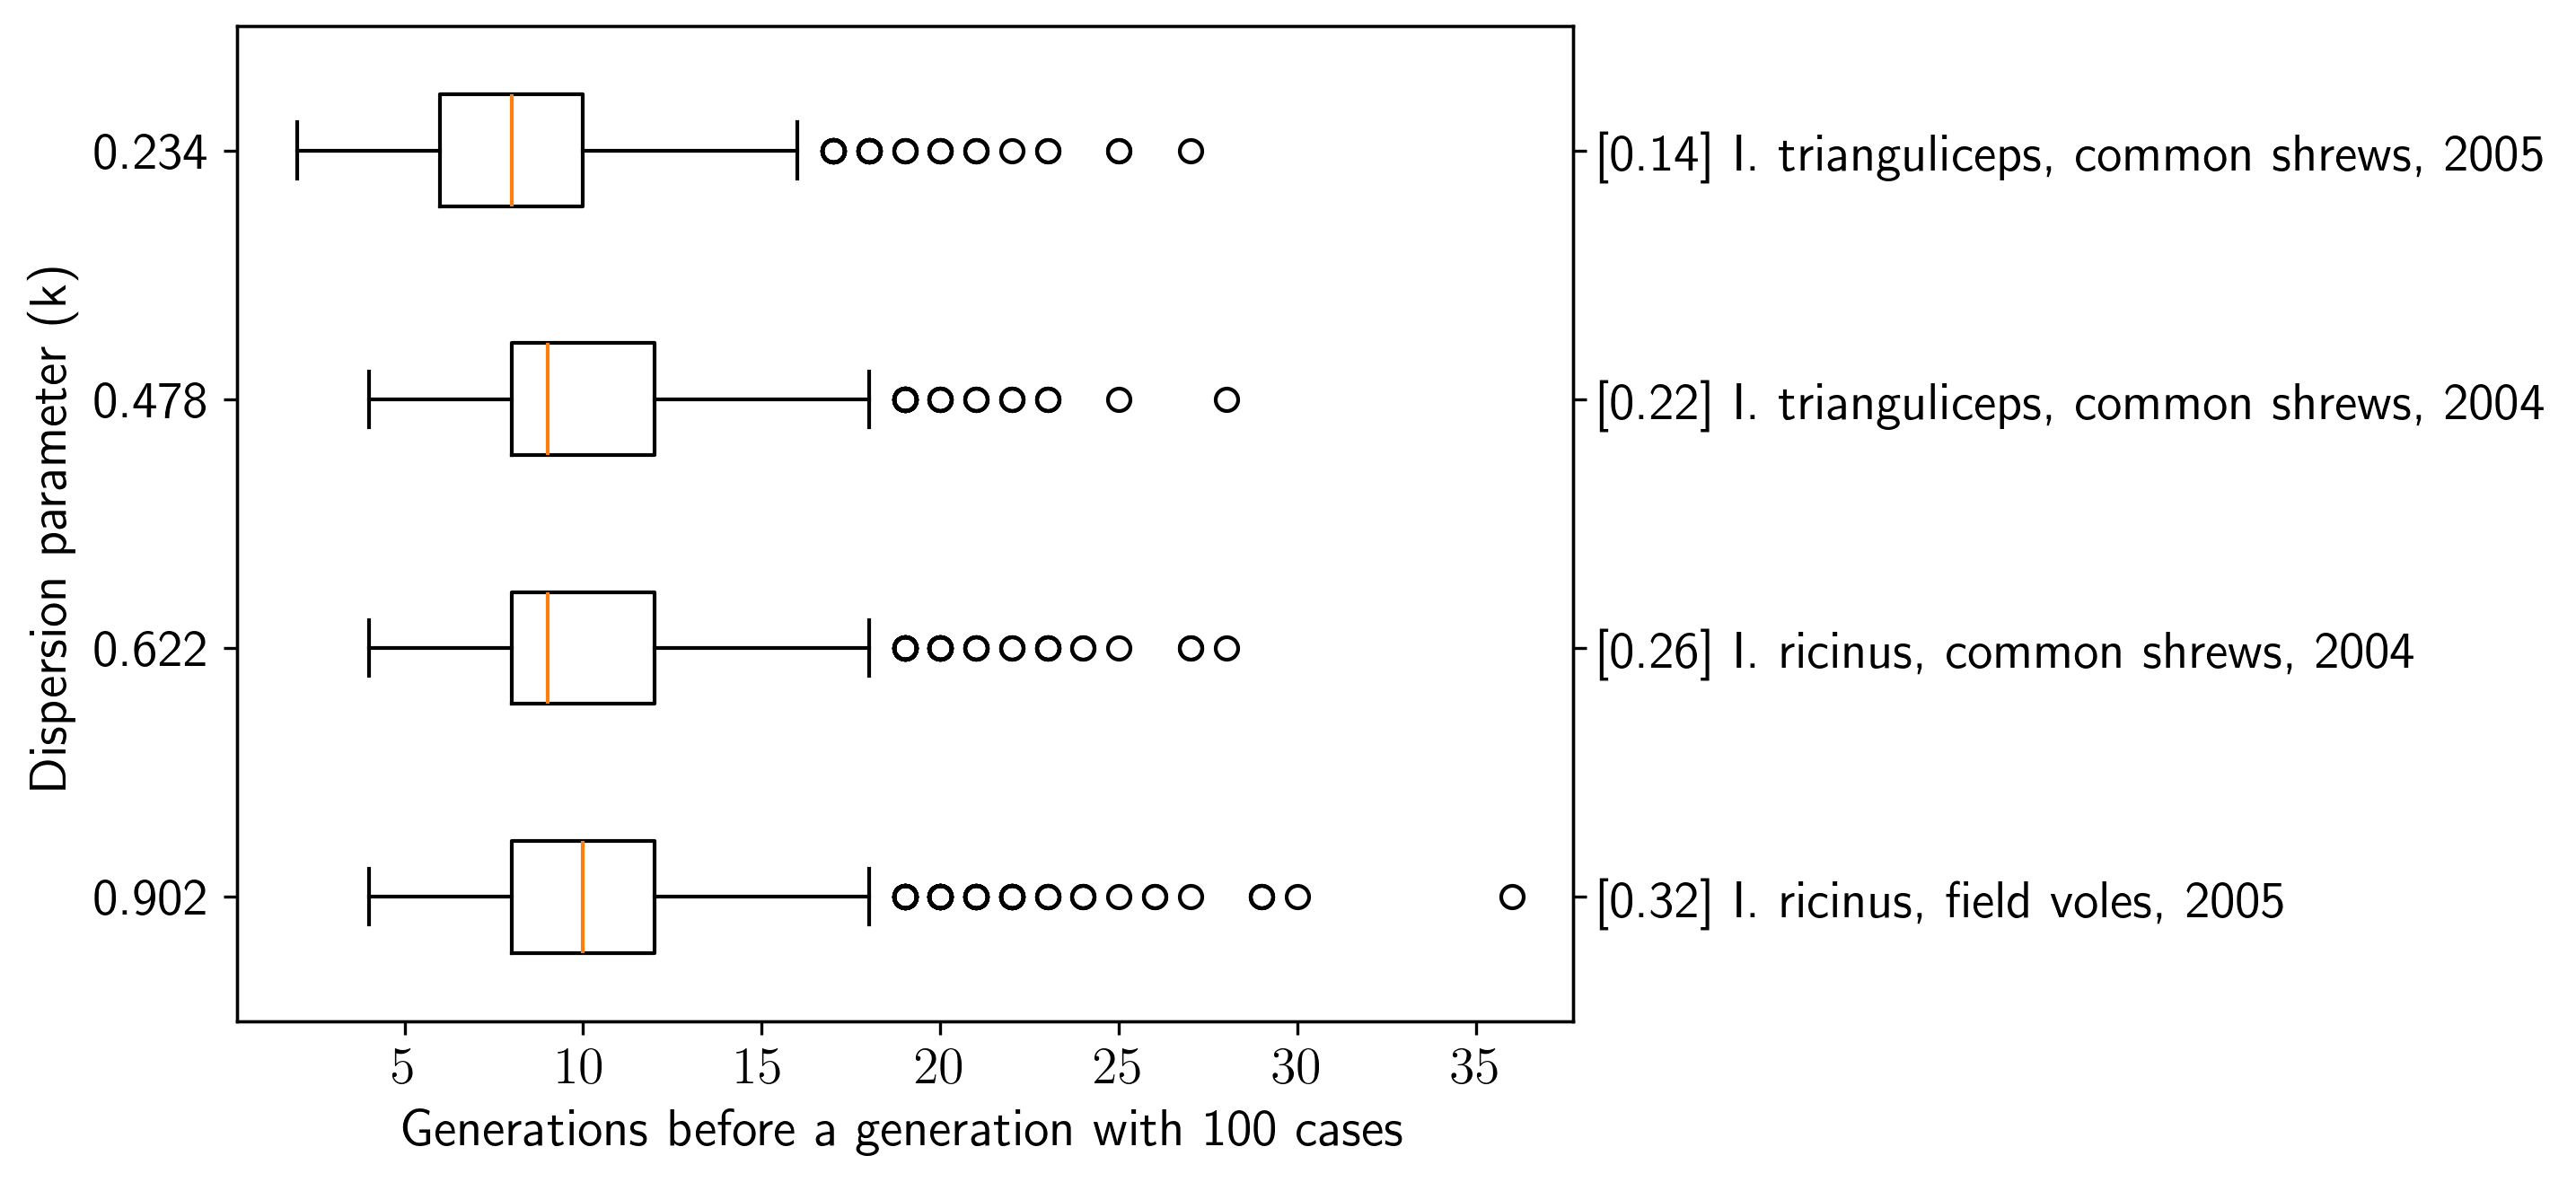 Dispersion parameter (k)
0.234
[0.14] I. trianguliceps, common shrews, 2005
0.478
[0.22] I. trianguliceps, common shrews, 2004
0.622
[0.26] I. ricinus, common shrews, 2004
0.902
[0.32] I. ricinus, field voles, 2005
5 10 15 20 25 30 35
Generations before a generation with 100 cases